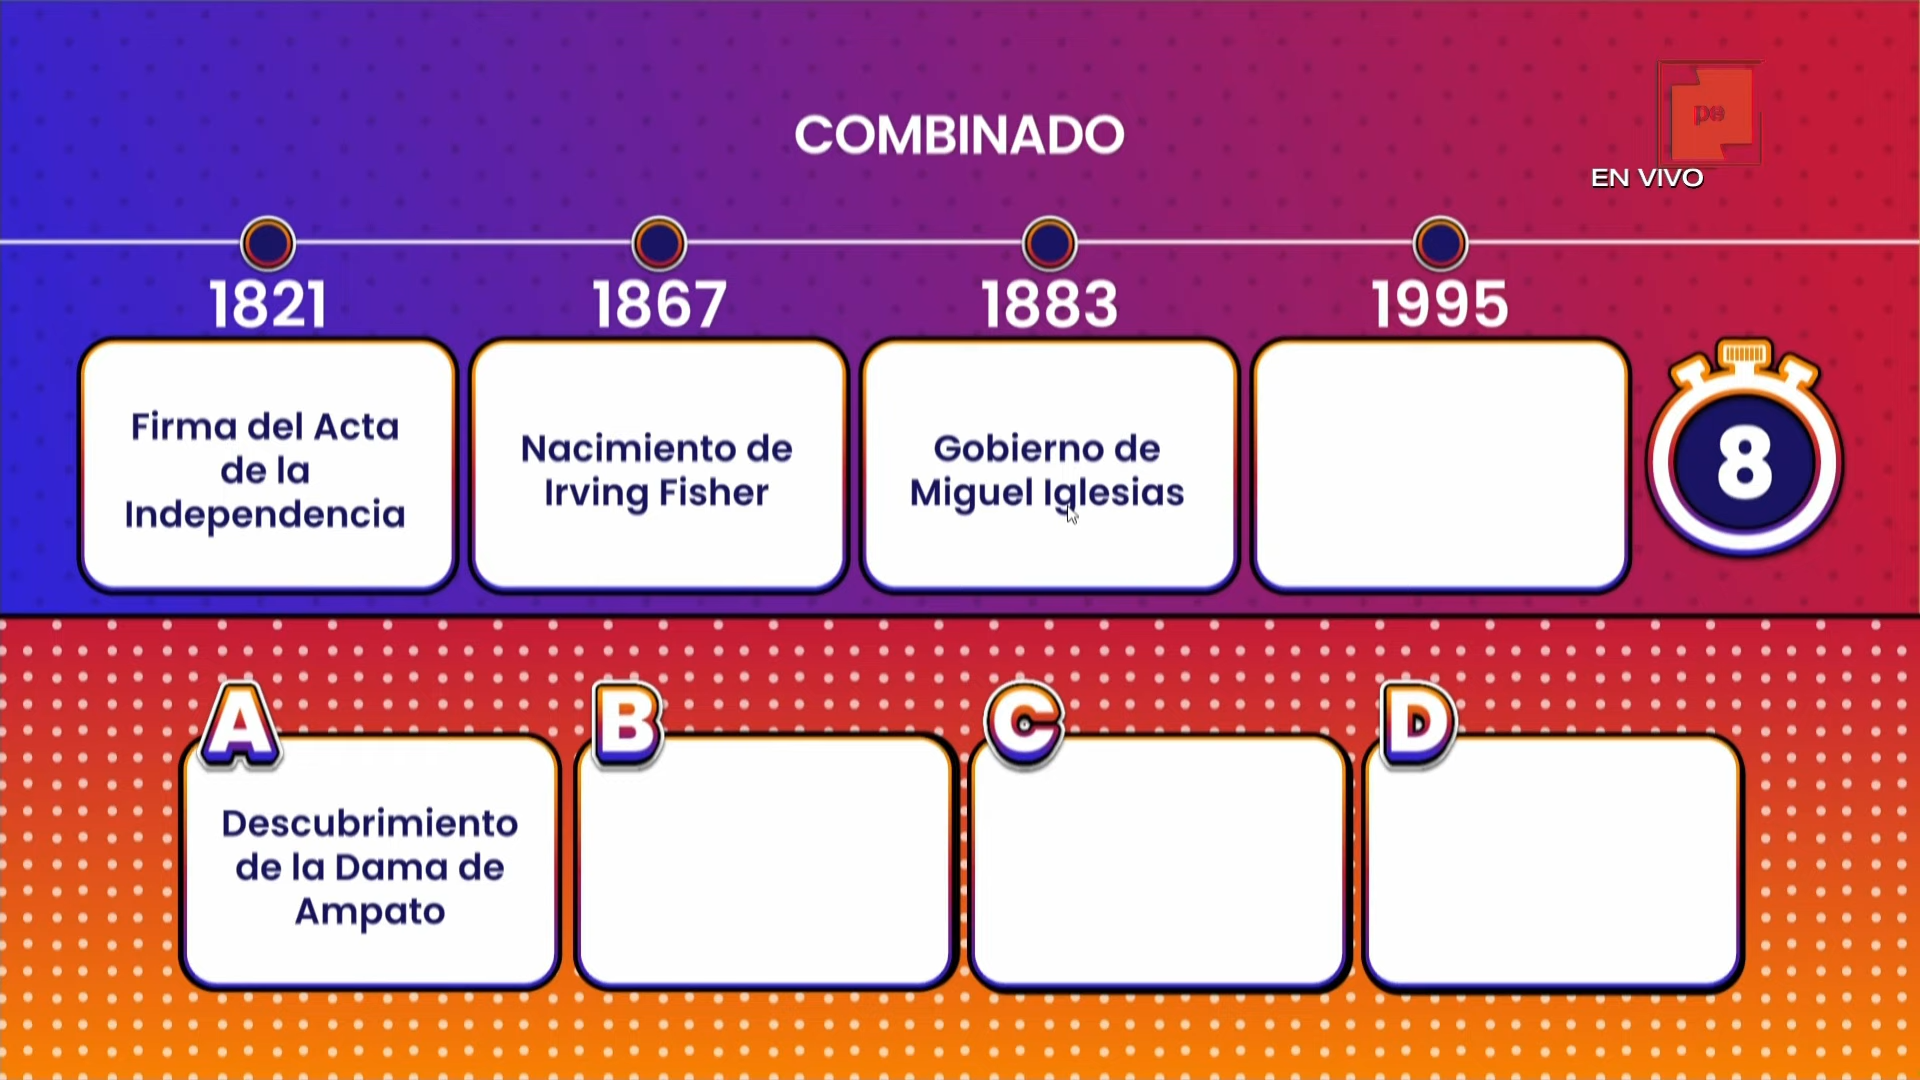 COMBINADO
pe
EN VIVO
1821
1867
1883
1995
Firma del Acta
de la
Independencia
Nacimiento de
Irving Fisher
Gobierno de
Miguel Iglesias
8
A
B
C
D
Descubrimiento
de la Dama de
Ampato